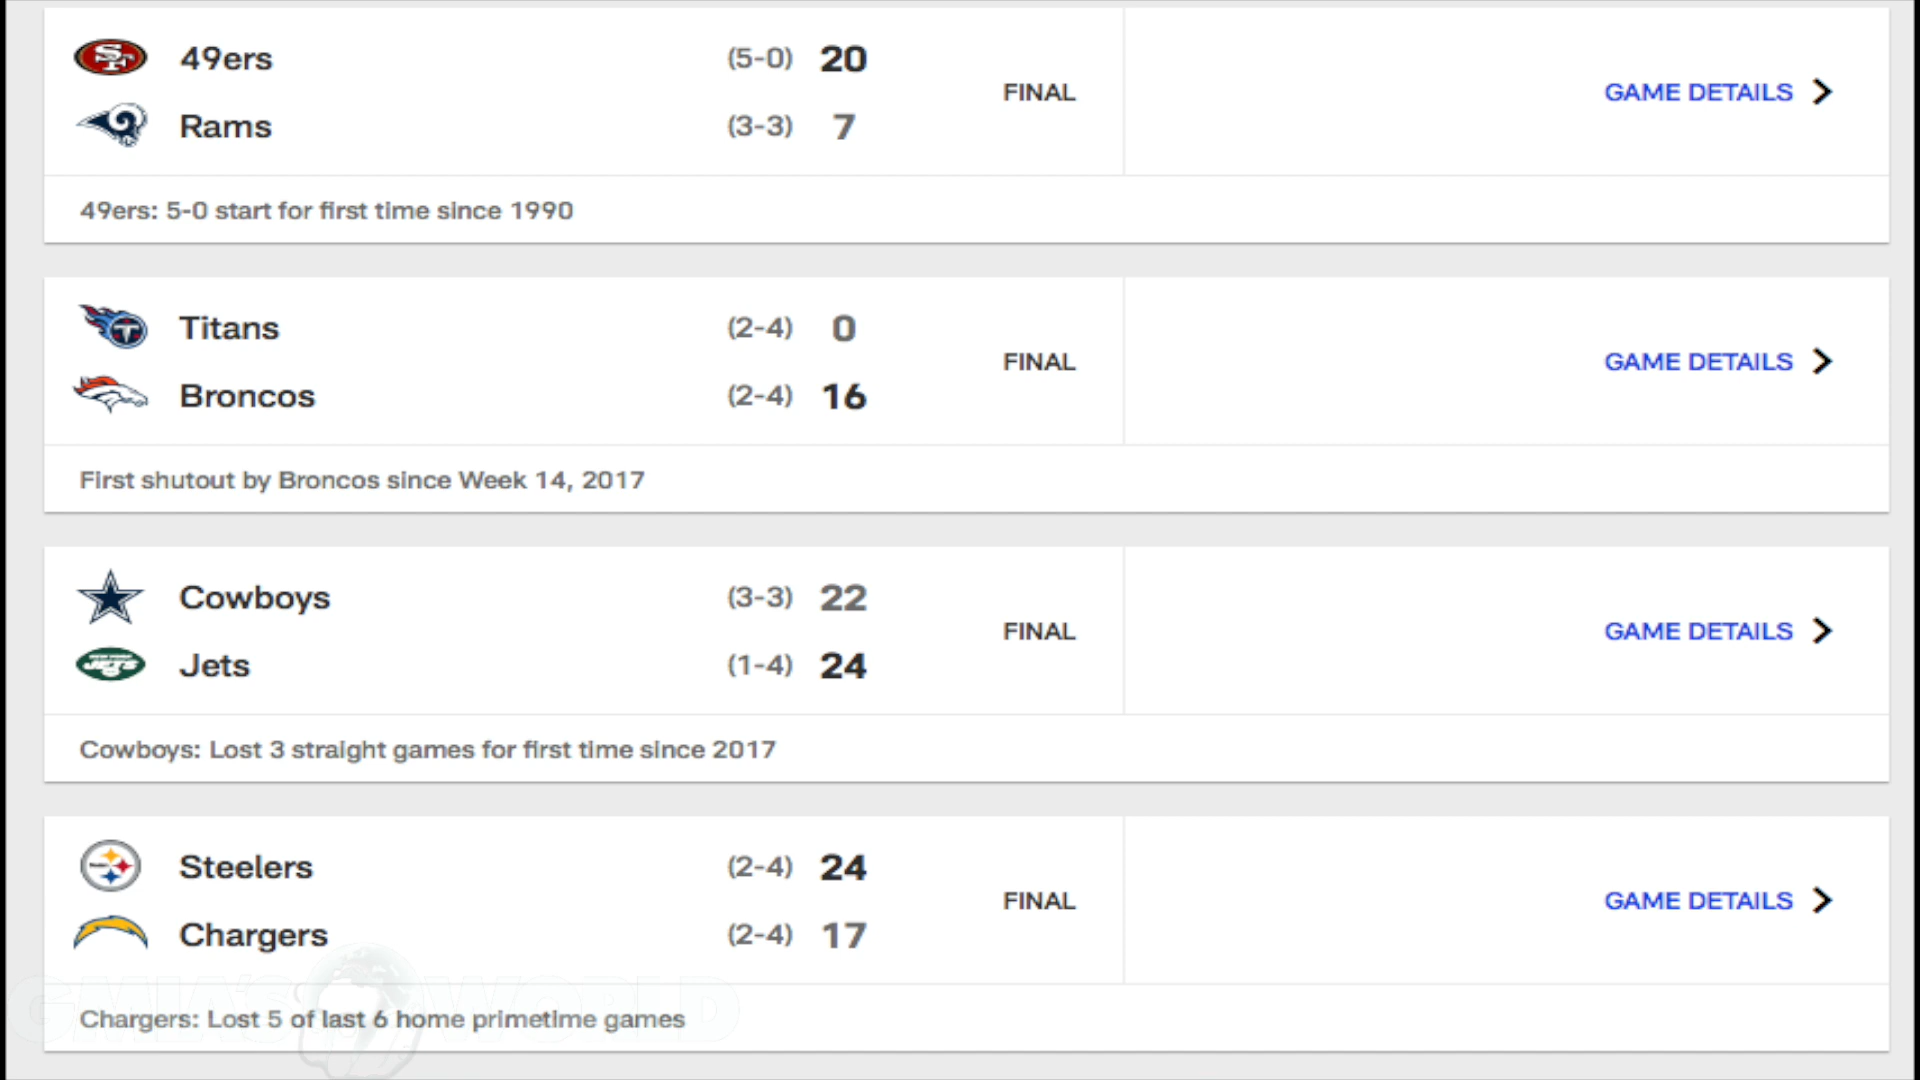 49ers (5-0) 20
FINAL
GAME DETAILS
Rams (3-3) 7
49ers: 5-0 start for first time since 1990
Titans (2-4) 0
FINAL
GAME DETAILS
Broncos (2-4) 16
First shutout by Broncos since Week 14, 2017
Cowboys (3-3) 22
FINAL
GAME DETAILS
JETS
Jets (1-4) 24
Cowboys: Lost 3 straight games for first time since 2017
Steelers (2-4) 24
FINAL
GAME DETAILS
Chargers (2-4) 17
GMIA'S WORLD
Chargers: Lost 5 of last 6 home primetime games